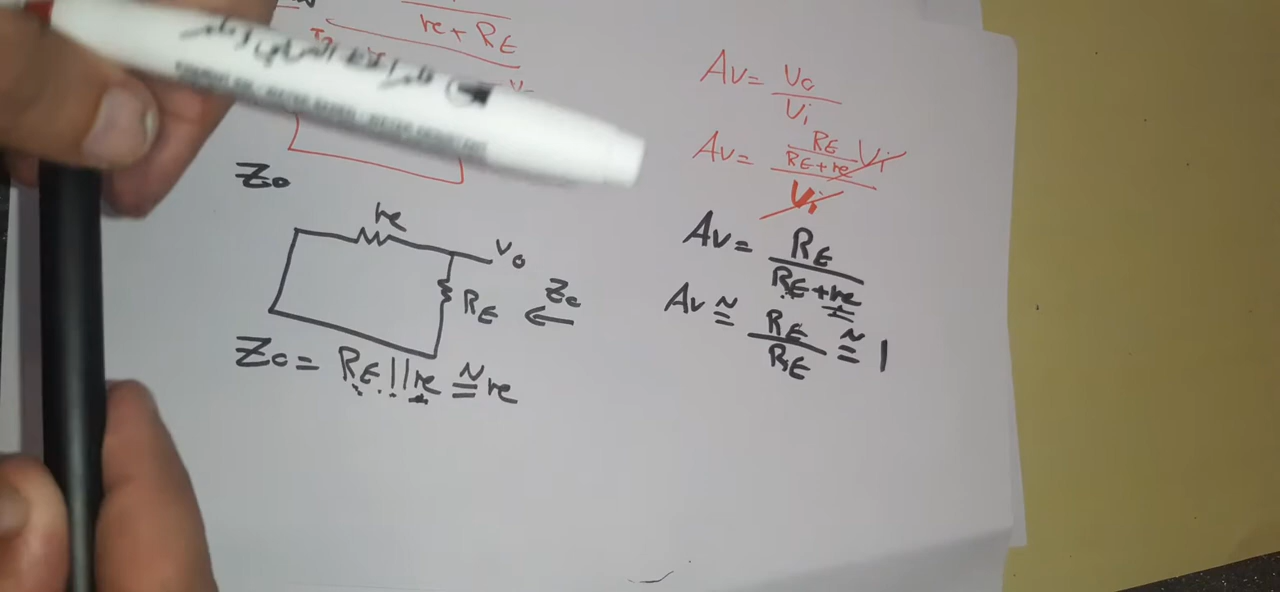 re + RE
Zo
re
Vo
RE
Zo
Zo = RE || re ≅ re
Av = Vo / Vi
Av = RE / RE + re Vi / Vi
Av = RE / RE + re
Av ≅ RE / RE ≅ 1